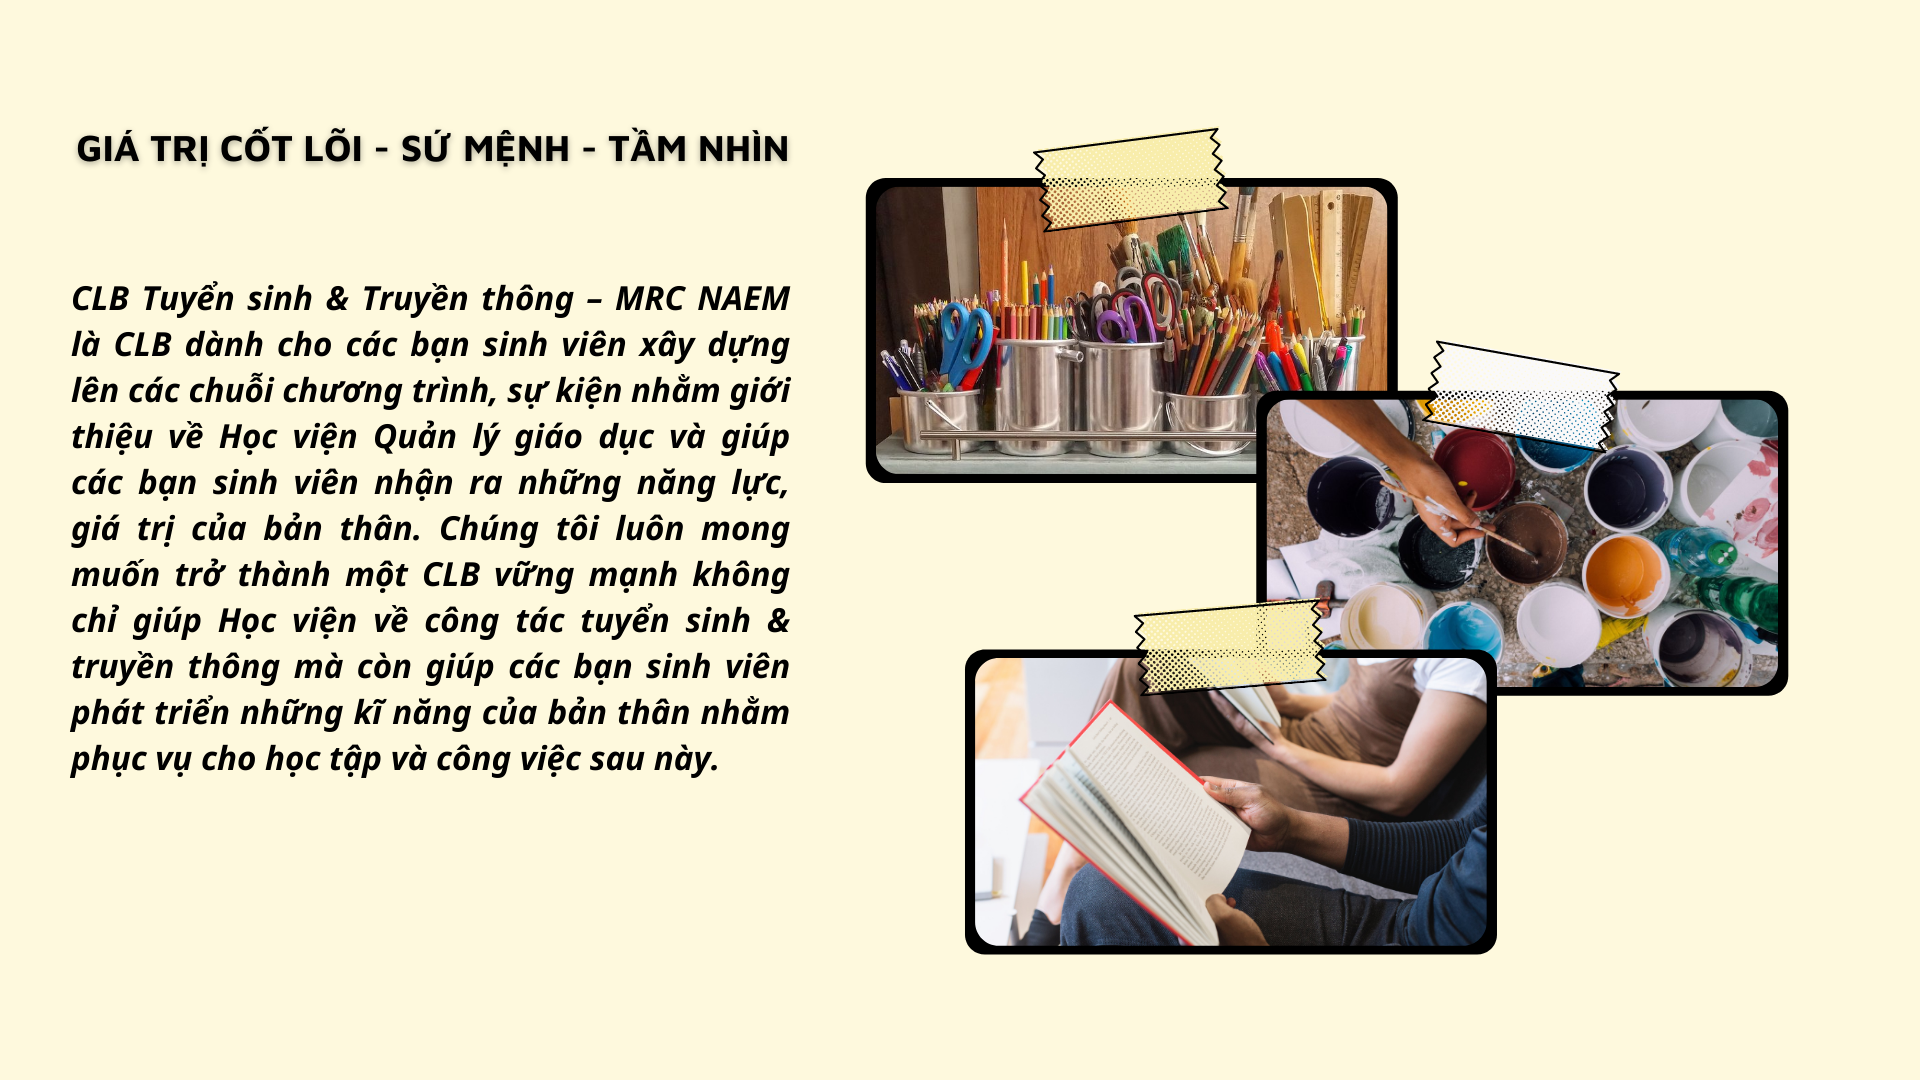 GIÁ TRỊ CỐT LÕI - SỨ MỆNH - TẦM NHÌN
CLB Tuyển sinh & Truyền thông – MRC NAEM
là CLB dành cho các bạn sinh viên xây dựng
lên các chuỗi chương trình, sự kiện nhằm giới
thiệu về Học viện Quản lý giáo dục và giúp
các bạn sinh viên nhận ra những năng lực,
giá trị của bản thân. Chúng tôi luôn mong
muốn trở thành một CLB vững mạnh không
chỉ giúp Học viện về công tác tuyển sinh &
truyền thông mà còn giúp các bạn sinh viên
phát triển những kĩ năng của bản thân nhằm
phục vụ cho học tập và công việc sau này.